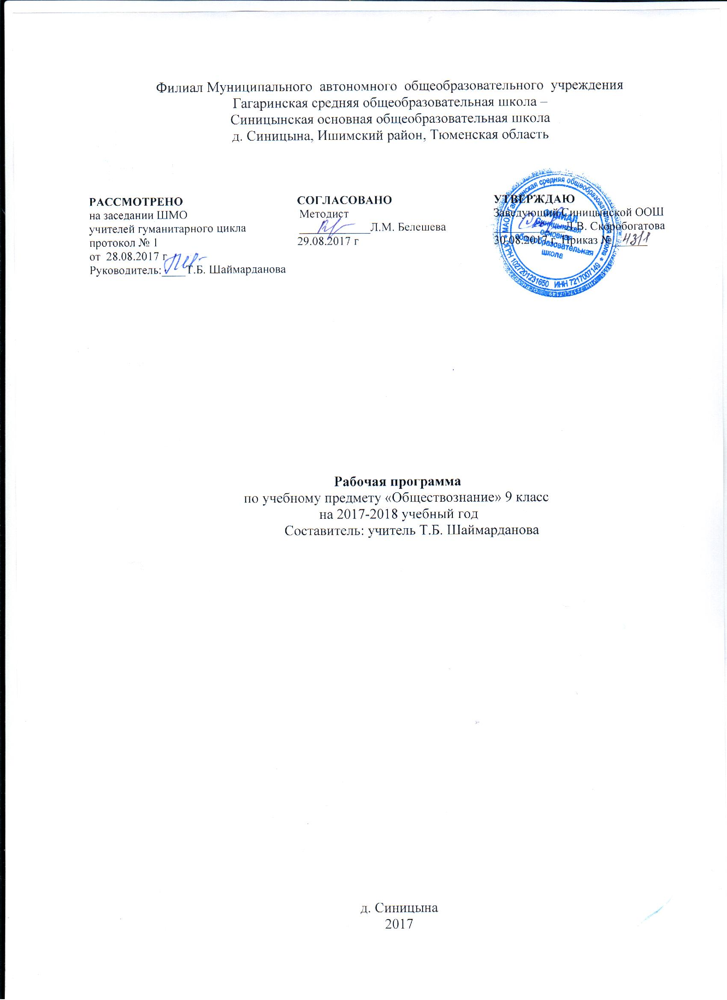 Филиал Муниципального автономного общеобразовательного учреждения
Гагаринская средняя общеобразовательная школа –
Синицынская основная общеобразовательная школа
д. Синицына, Ишимский район, Тюменская область
РАССМОТРЕНО
на заседании ШМО
учителей гуманитарного цикла
протокол № 1
от 28.08.2017 г
Руководитель:____Т.Б. Шаймарданова
СОГЛАСОВАНО
Методист
____________Л.М. Белешева
29.08.2017 г
УТВЕРЖДАЮ
Заведующий Синицынской ООШ
____________Л.В. Скоробогатова
30.08.2017 г. Приказ № 43/1
МАОУ Гагаринская средняя общеобразовательная школа * ОГРН 1027201231650 ИНН 7217007149 *
ФИЛИАЛ
Синицынская
основная
общеобразовательная
школа
Рабочая программа
по учебному предмету «Обществознание» 9 класс
на 2017-2018 учебный год
Составитель: учитель Т.Б. Шаймарданова
д. Синицына
2017